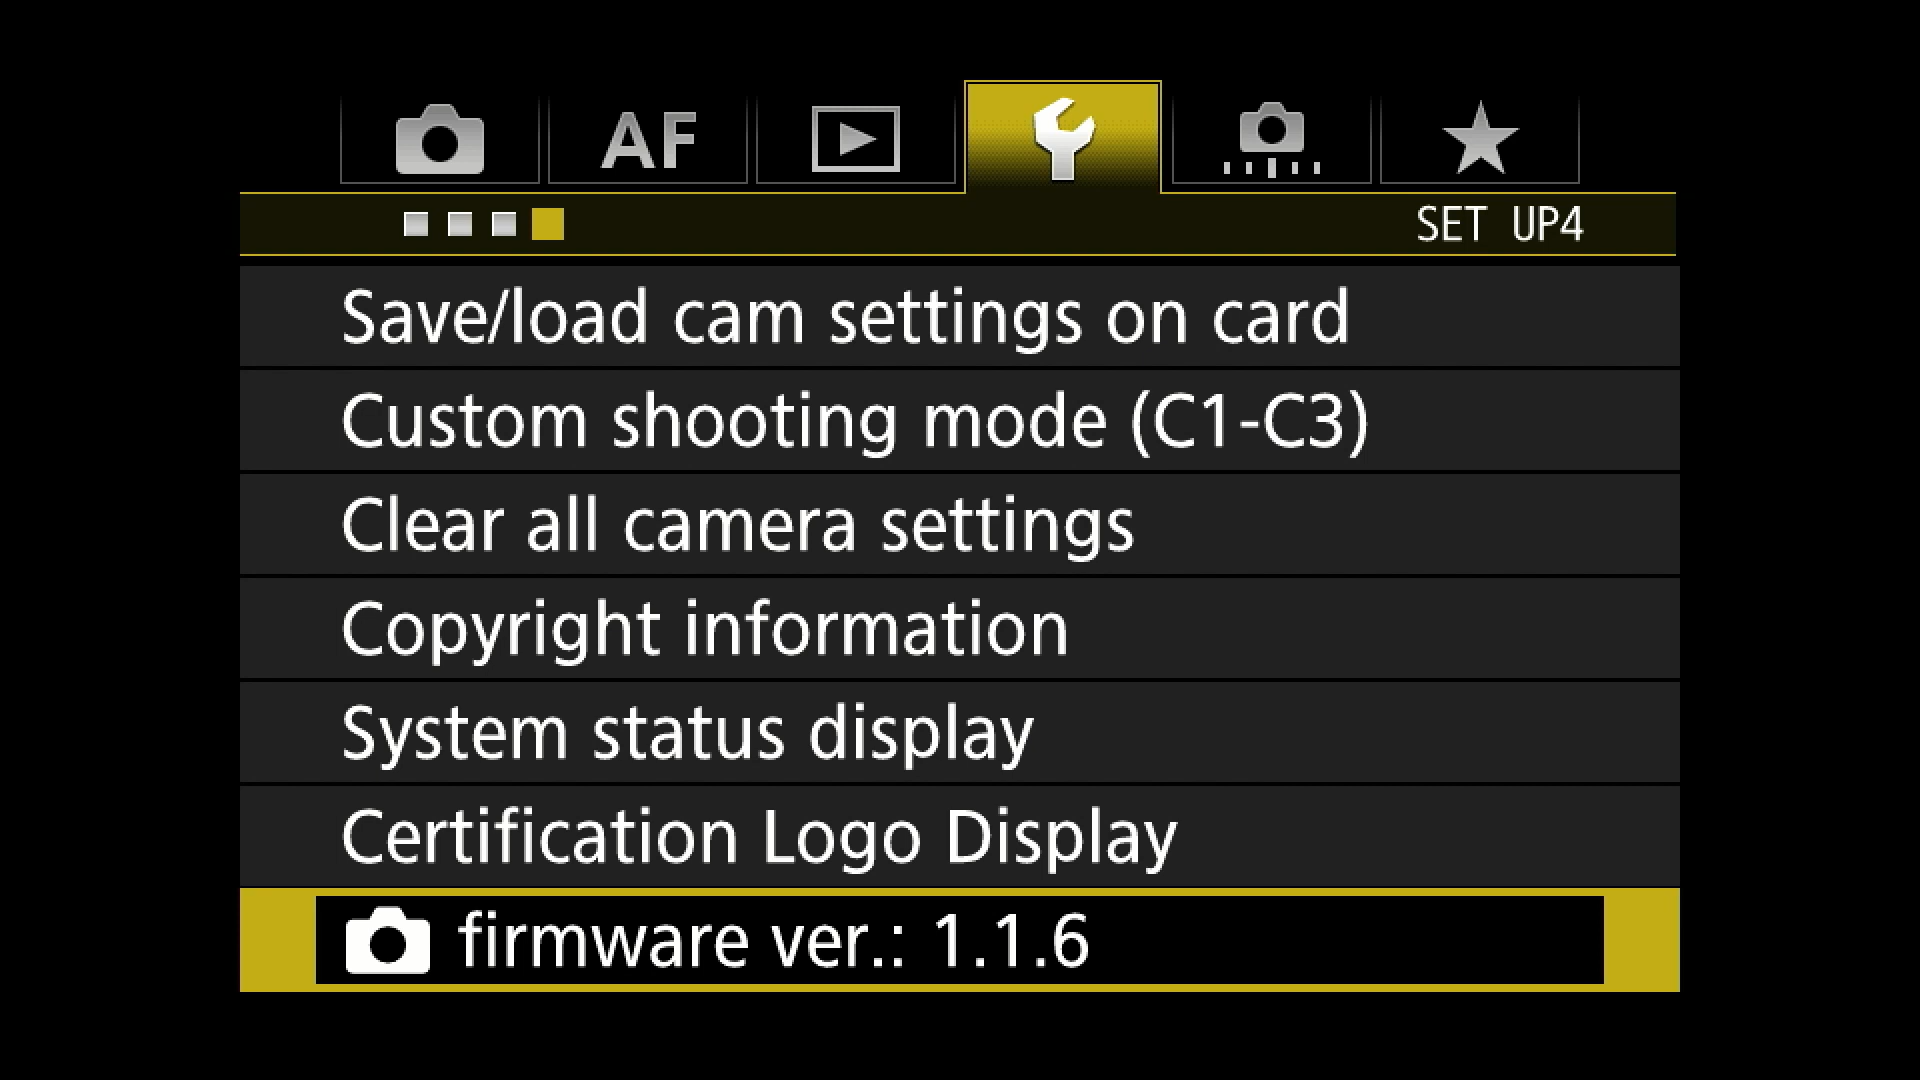 AF
SET UP4
Save/load cam settings on card
Custom shooting mode (C1-C3)
Clear all camera settings
Copyright information
System status display
Certification Logo Display
firmware ver.: 1.1.6